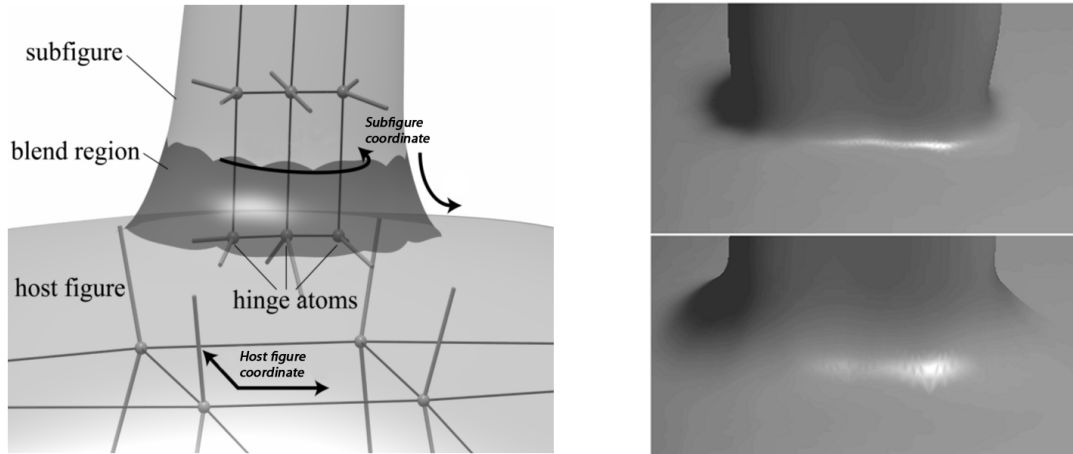 subfigure
Subfigure
coordinate
blend region
host figure
hinge atoms
Host figure
coordinate